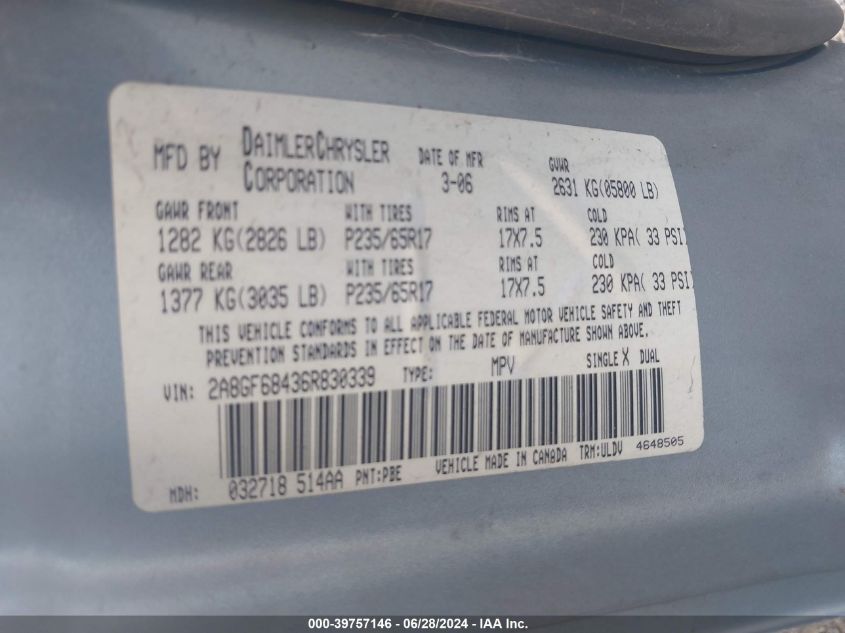 MFD BY DAIMLERCHRYSLER CORPORATION DATE OF MFR 3-06 GVWR 2631 KG(05800 LB)
GAWR FRONT WITH TIRES RIMS AT COLD
1282 KG(2826 LB) P235/65R17 17X7.5 230 KPA( 33 PSI)
GAWR REAR WITH TIRES RIMS AT COLD
1377 KG(3035 LB) P235/65R17 17X7.5 230 KPA( 33 PSI)
THIS VEHICLE CONFORMS TO ALL APPLICABLE FEDERAL MOTOR VEHICLE SAFETY AND THEFT
PREVENTION STANDARDS IN EFFECT ON THE DATE OF MANUFACTURE SHOWN ABOVE.
VIN: 2A8GF68436R830339 TYPE: MPV SINGLE X DUAL
MDH: 032718 514AA PNT:PBE VEHICLE MADE IN CANADA TRM:ULDV 4648505
000-39757146 - 06/28/2024 - IAA Inc.